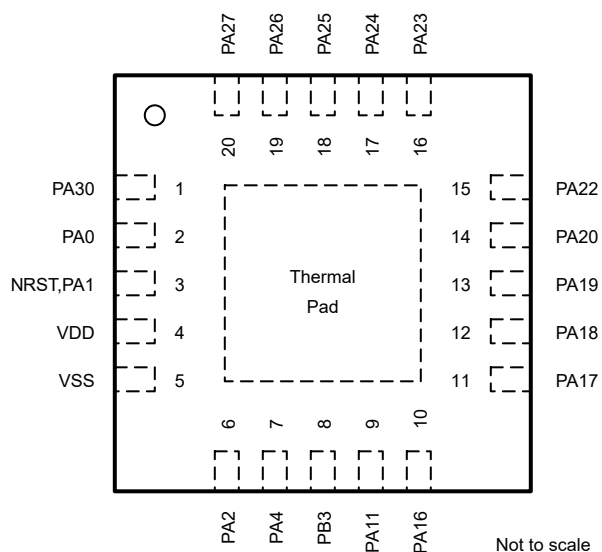 PA27
PA26
PA25
PA24
PA23
20
19
18
17
16
PA30 1
PA0 2
NRST,PA1 3
VDD 4
VSS 5
Thermal
Pad
15 PA22
14 PA20
13 PA19
12 PA18
11 PA17
6
7
8
9
10
PA2
PA4
PB3
PA11
PA16
Not to scale